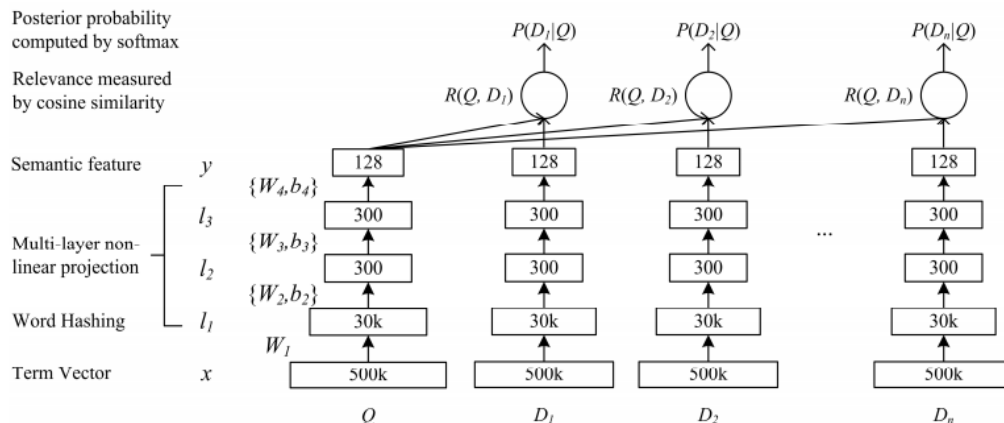 Posterior probability
computed by softmax
P(D₁|Q) P(D₂|Q) P(Dₙ|Q)
Relevance measured
by cosine similarity
R(Q, D₁) R(Q, D₂) R(Q, Dₙ)
Semantic feature y 128 128 128 128
{W₄,b₄}
l₃ 300 300 300 300
Multi-layer non-
linear projection
{W₃,b₃}
...
l₂ 300 300 300 300
{W₂,b₂}
Word Hashing l₁ 30k 30k 30k 30k
W₁
Term Vector x 500k 500k 500k 500k
Q D₁ D₂ Dₙ